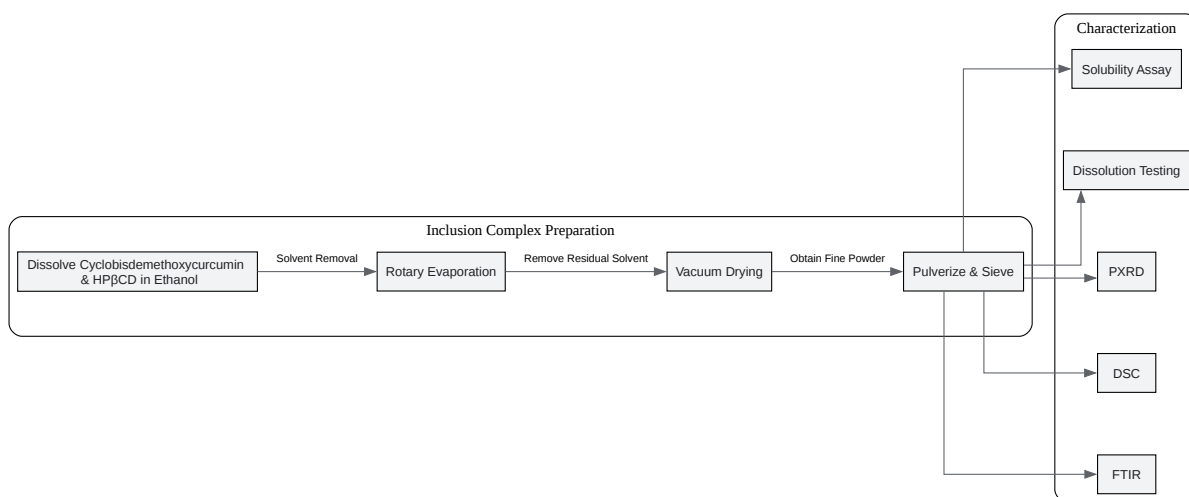 Characterization
Solubility Assay
Dissolution Testing
Inclusion Complex Preparation
Dissolve Cyclobisdemethoxycurcumin
& HPβCD in Ethanol
Solvent Removal
Rotary Evaporation
Remove Residual Solvent
Vacuum Drying
Obtain Fine Powder
Pulverize & Sieve
PXRD
DSC
FTIR